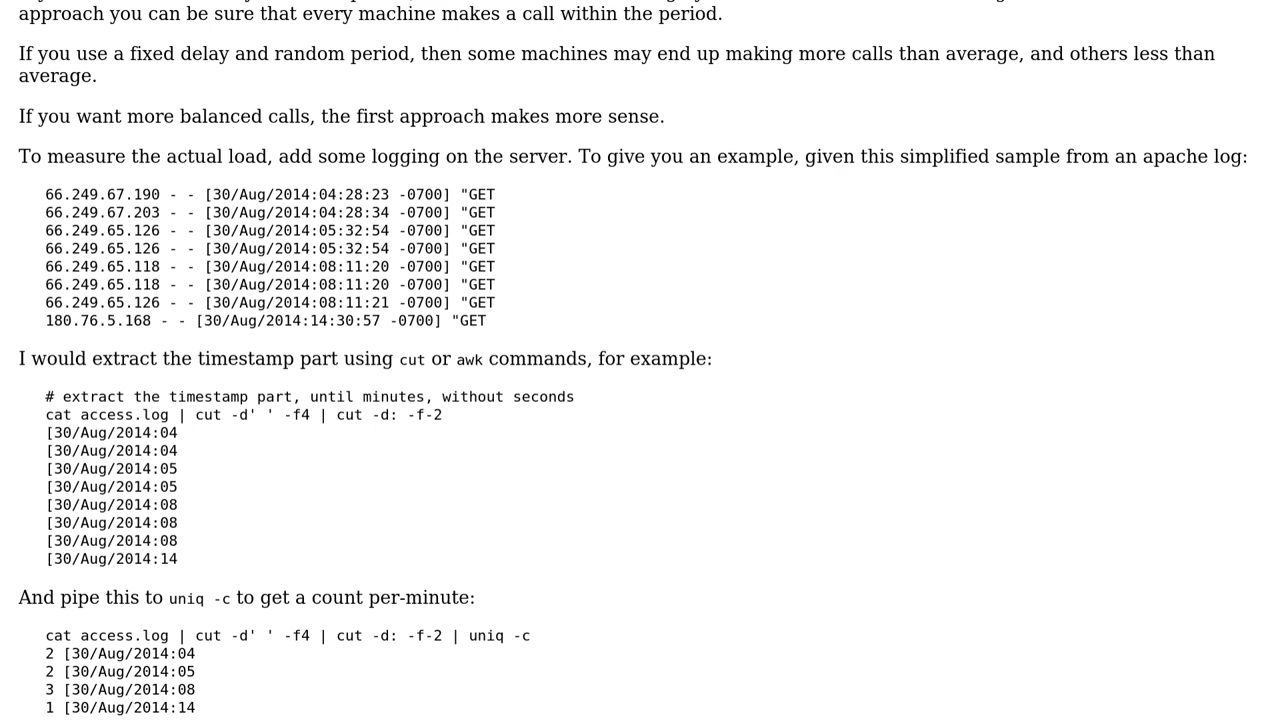 approach you can be sure that every machine makes a call within the period.
If you use a fixed delay and random period, then some machines may end up making more calls than average, and others less than
average.
If you want more balanced calls, the first approach makes more sense.
To measure the actual load, add some logging on the server. To give you an example, given this simplified sample from an apache log:
66.249.67.190 - - [30/Aug/2014:04:28:23 -0700] "GET
66.249.67.203 - - [30/Aug/2014:04:28:34 -0700] "GET
66.249.65.126 - - [30/Aug/2014:05:32:54 -0700] "GET
66.249.65.126 - - [30/Aug/2014:05:32:54 -0700] "GET
66.249.65.118 - - [30/Aug/2014:08:11:20 -0700] "GET
66.249.65.118 - - [30/Aug/2014:08:11:20 -0700] "GET
66.249.65.126 - - [30/Aug/2014:08:11:21 -0700] "GET
180.76.5.168 - - [30/Aug/2014:14:30:57 -0700] "GET
I would extract the timestamp part using cut or awk commands, for example:
# extract the timestamp part, until minutes, without seconds
cat access.log | cut -d' ' -f4 | cut -d: -f-2
[30/Aug/2014:04
[30/Aug/2014:04
[30/Aug/2014:05
[30/Aug/2014:05
[30/Aug/2014:08
[30/Aug/2014:08
[30/Aug/2014:08
[30/Aug/2014:14
And pipe this to uniq -c to get a count per-minute:
cat access.log | cut -d' ' -f4 | cut -d: -f-2 | uniq -c
2 [30/Aug/2014:04
2 [30/Aug/2014:05
3 [30/Aug/2014:08
1 [30/Aug/2014:14